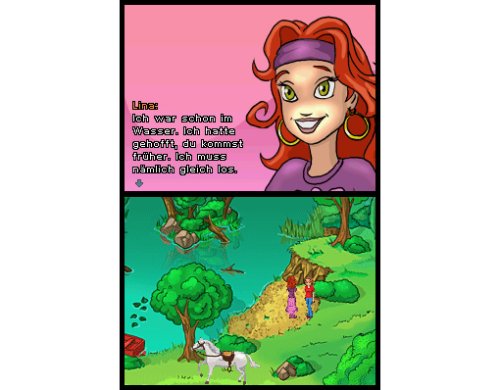 Lina:
Ich war schon im
Wasser. Ich hatte
gehofft, du kommst
früher. Ich muss
nämlich gleich los.